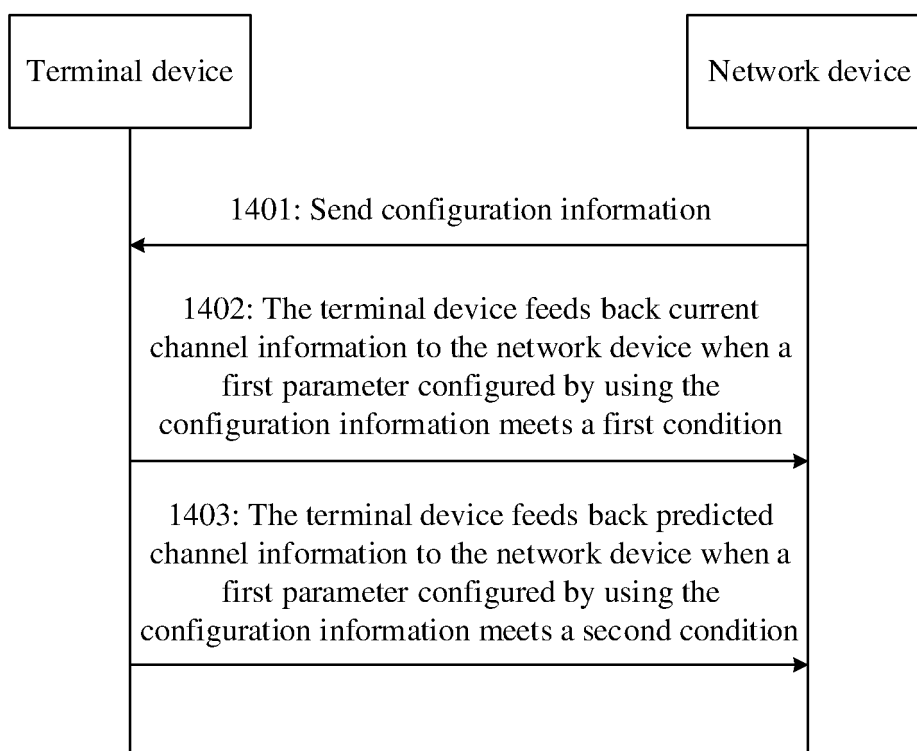 Terminal device
Network device
1401: Send configuration information
1402: The terminal device feeds back current
channel information to the network device when a
first parameter configured by using the
configuration information meets a first condition
1403: The terminal device feeds back predicted
channel information to the network device when a
first parameter configured by using the
configuration information meets a second condition